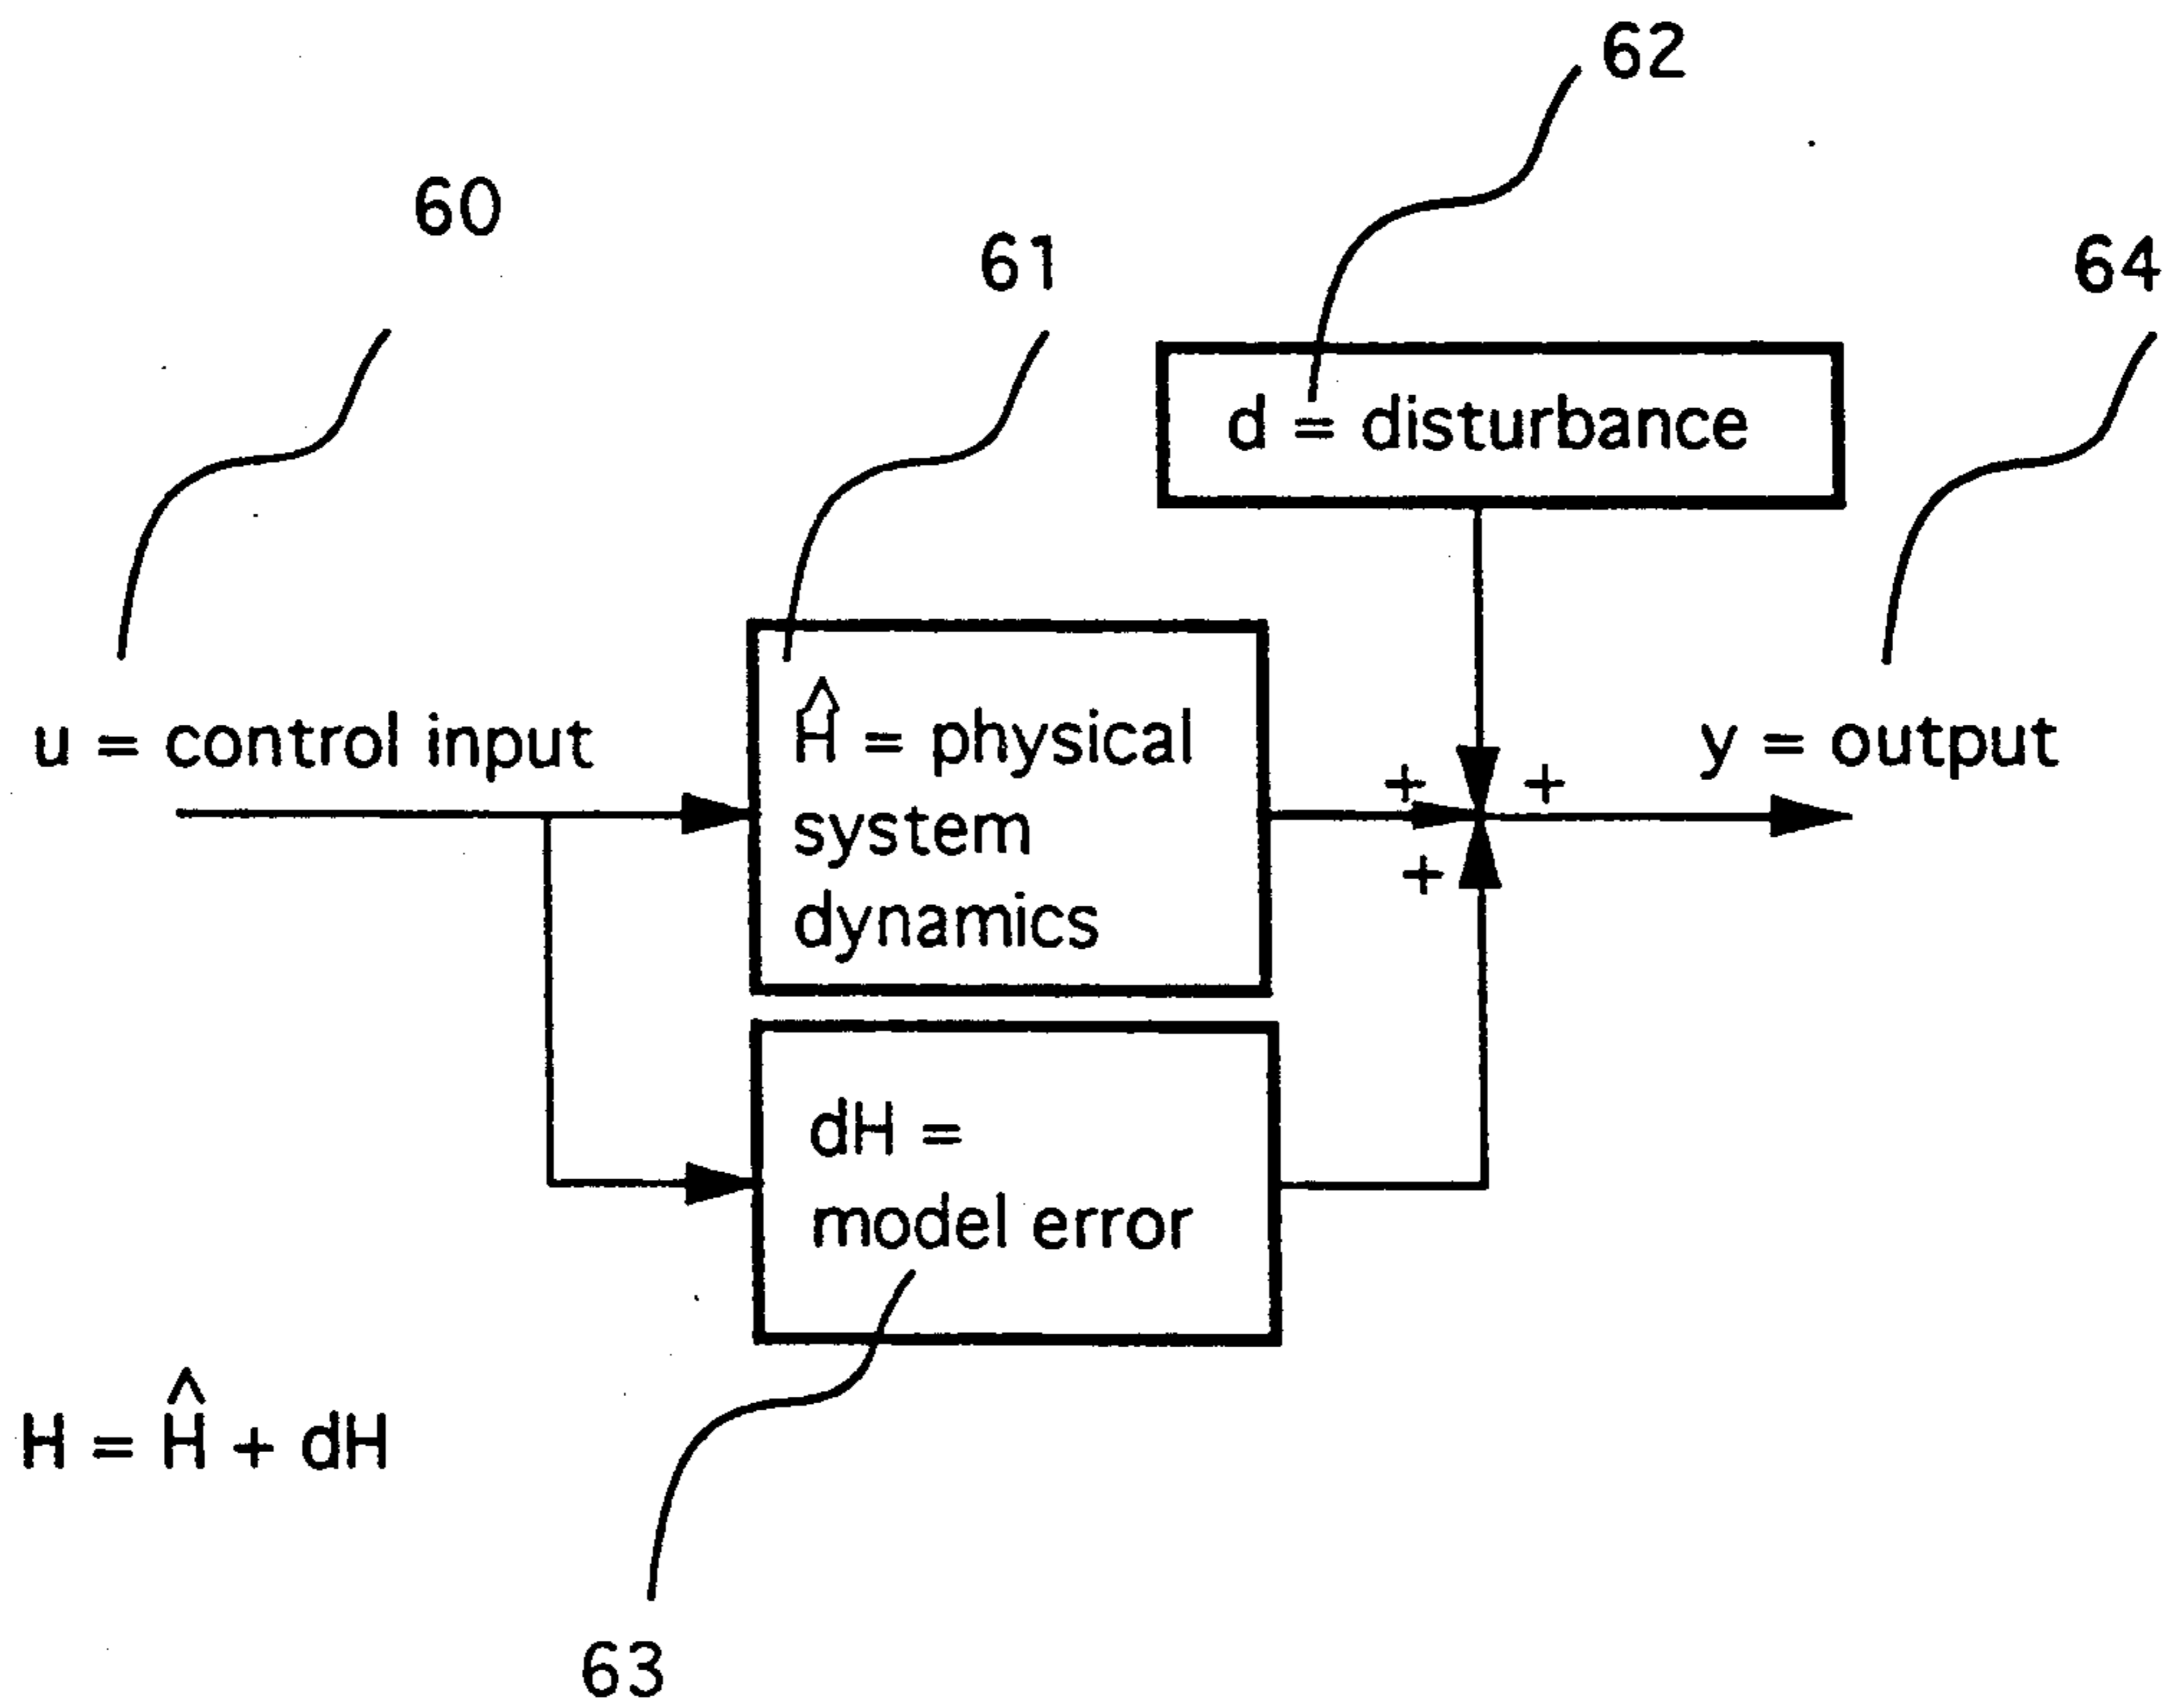 62
60
61
64
d = disturbance
u = control input
Ĥ = physical
system
dynamics
y = output
+ +
+
dH =
model error
H = Ĥ + dH
63